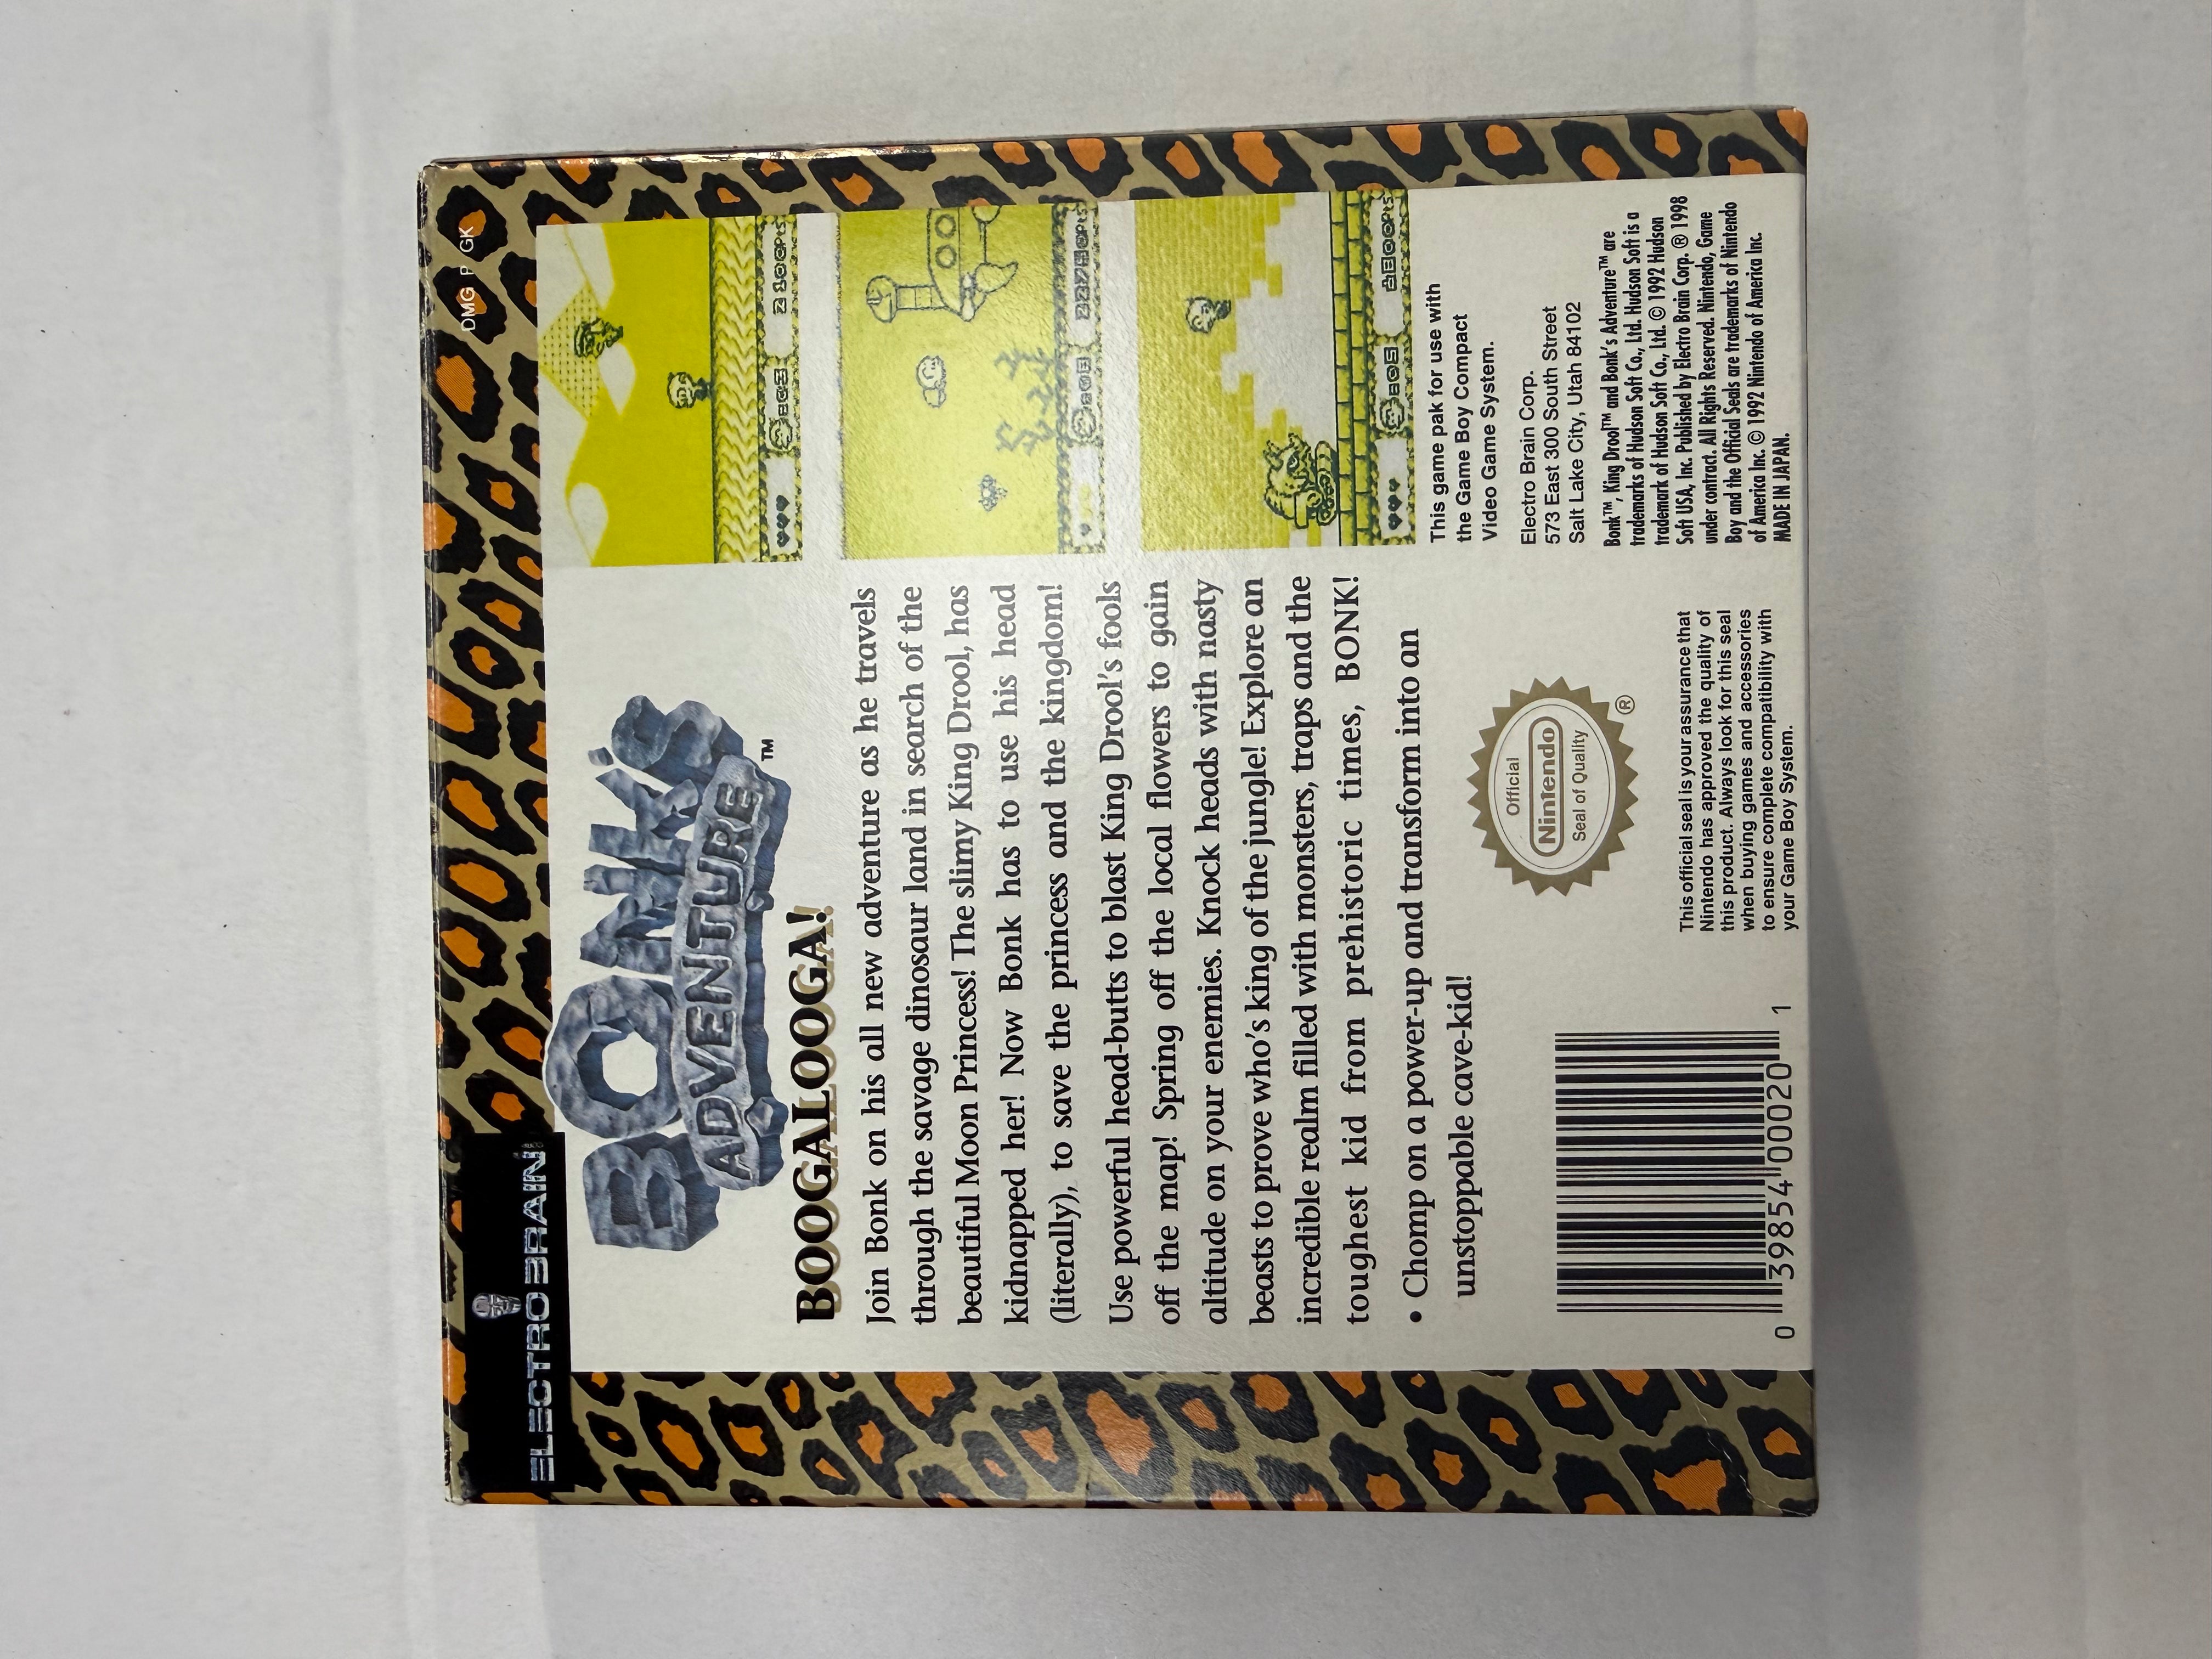 DMG P GK
ELECTRO BRAIN
BONK'S
ADVENTURE™
BOOGALOOGA!
Join Bonk on his all new adventure as he travels
through the savage dinosaur land in search of the
beautiful Moon Princess! The slimy King Drool, has
kidnapped her! Now Bonk has to use his head
(literally), to save the princess and the kingdom!
Use powerful head-butts to blast King Drool's fools
off the map! Spring off the local flowers to gain
altitude on your enemies. Knock heads with nasty
beasts to prove who's king of the jungle! Explore an
incredible realm filled with monsters, traps and the
toughest kid from prehistoric times, BONK!
• Chomp on a power-up and transform into an
unstoppable cave-kid!
2100Pts
This game pak for use with
the Game Boy Compact
Video Game System.
Electro Brain Corp.
573 East 300 South Street
Salt Lake City, Utah 84102
Bonk™, King Drool™ and Bonk's Adventure™ are
trademarks of Hudson Soft Co., Ltd. Hudson Soft is a
trademark of Hudson Soft Co., Ltd. © 1992 Hudson
Soft USA, Inc. Published by Electro Brain Corp. ® 1998
under contract. All Rights Reserved. Nintendo, Game
Boy and the Official Seals are trademarks of Nintendo
of America Inc. © 1992 Nintendo of America Inc.
MADE IN JAPAN.
Official
Nintendo
Seal of Quality
®
This official seal is your assurance that
Nintendo has approved the quality of
this product. Always look for this seal
when buying games and accessories
to ensure complete compatibility with
your Game Boy System.
0 39854 00020 1